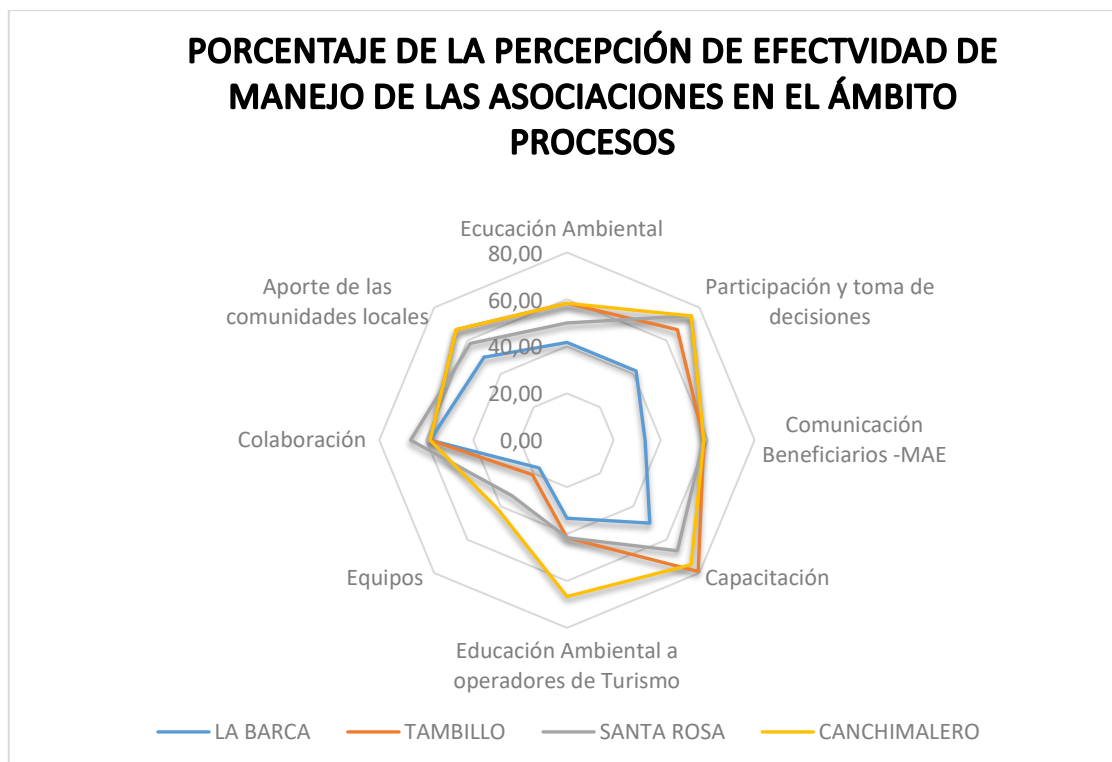 PORCENTAJE DE LA PERCEPCIÓN DE EFECTVIDAD DE
MANEJO DE LAS ASOCIACIONES EN EL ÁMBITO
PROCESOS
Ecucación Ambiental
80,00
60,00
40,00
20,00
0,00
Participación y toma de
decisiones
Comunicación
Beneficiarios -MAE
Capacitación
Educación Ambiental a
operadores de Turismo
Equipos
Colaboración
Aporte de las
comunidades locales
LA BARCA
TAMBILLO
SANTA ROSA
CANCHIMALERO